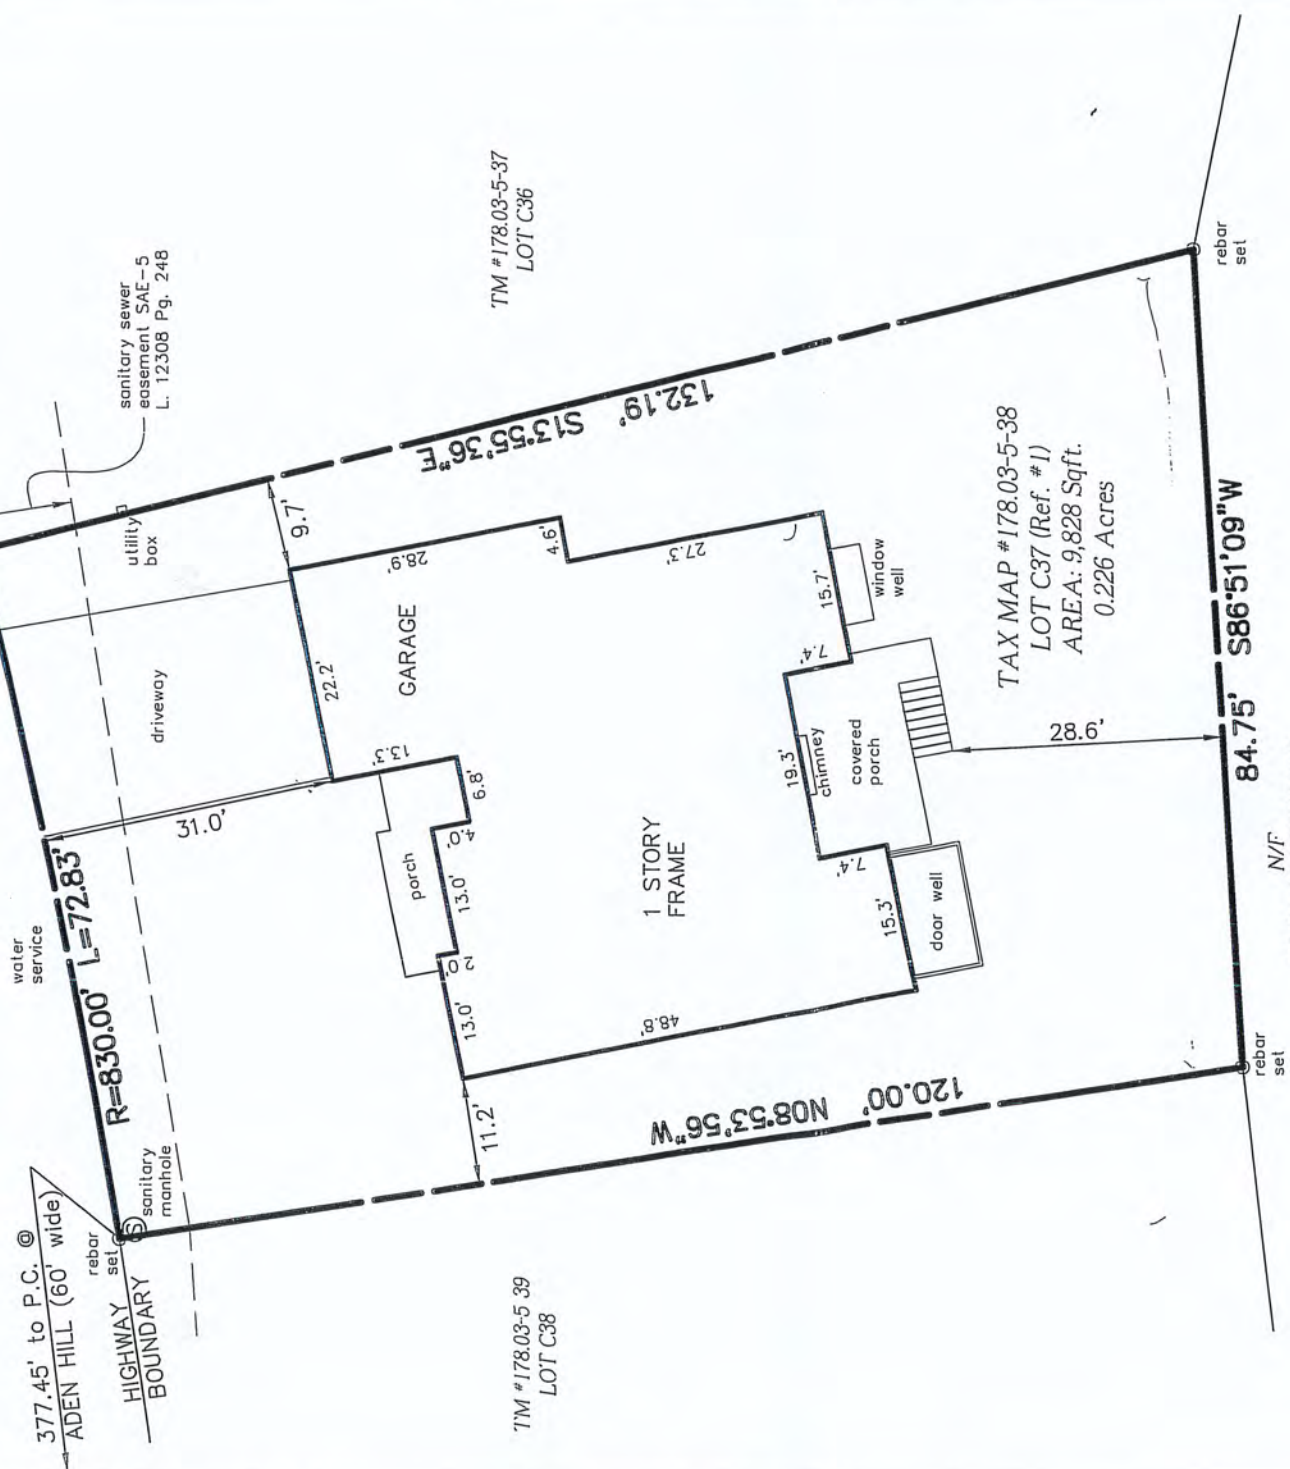 377.45' to P.C. @
ADEN HILL (60' wide)
HIGHWAY
BOUNDARY
rebar
set
S
sanitary
manhole
water
service
R=830.00' L=72.83'
sanitary sewer
easement SAE-5
L. 12308 Pg. 248
utility
box
driveway
31.0'
22.2'
9.7'
28.9'
GARAGE
13.3'
6.8'
4.0'
porch
13.0'
2.0'
13.0'
11.2'
4.6'
27.3'
1 STORY
FRAME
48.8'
15.7'
window
well
7.4'
19.3'
chimney
covered
porch
7.4'
15.3'
door well
28.6'
S13°55'36"E 132.19'
N08°53'56"W 120.00'
TM #178.03-5-37
LOT C36
TM #178.03-5 39
LOT C38
TAX MAP #178.03-5-38
LOT C37 (Ref. #1)
AREA: 9,828 Sqft.
0.226 Acres
84.75' S86°51'09"W
rebar
set
rebar
set
N/F